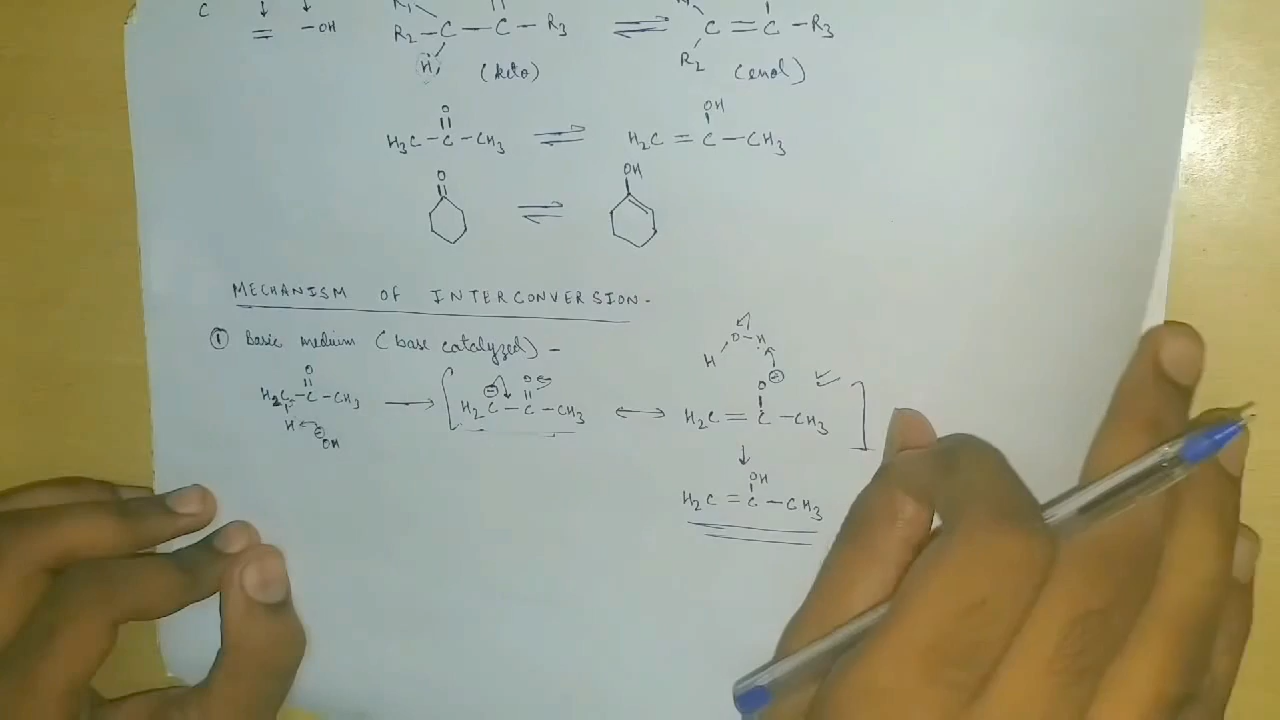 C = -OH R₁ R₂-C-C-R₃ ⇌ C=C-R₃
H R₂
(keto) (enol)
O OH
H₃C-C-CH₃ ⇌ H₂C=C-CH₃
O OH
⇌
MECHANISM OF INTERCONVERSION-
① Basic medium (base catalyzed) -
H O-H
O ⊖ O O
H₂C-C-CH₃ → [H₂C-C-CH₃ ↔ H₂C=C-CH₃]
H ⊖OH
↓
OH
H₂C=C-CH₃